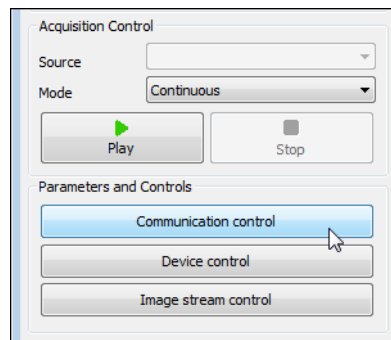 Acquisition Control
Source
Mode Continuous
Play Stop
Parameters and Controls
Communication control
Device control
Image stream control